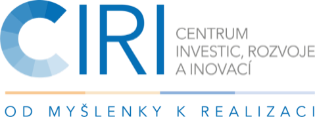 CIRI
CENTRUM
INVESTIC, ROZVOJE
A INOVACÍ
OD MYŠLENKY K REALIZACI